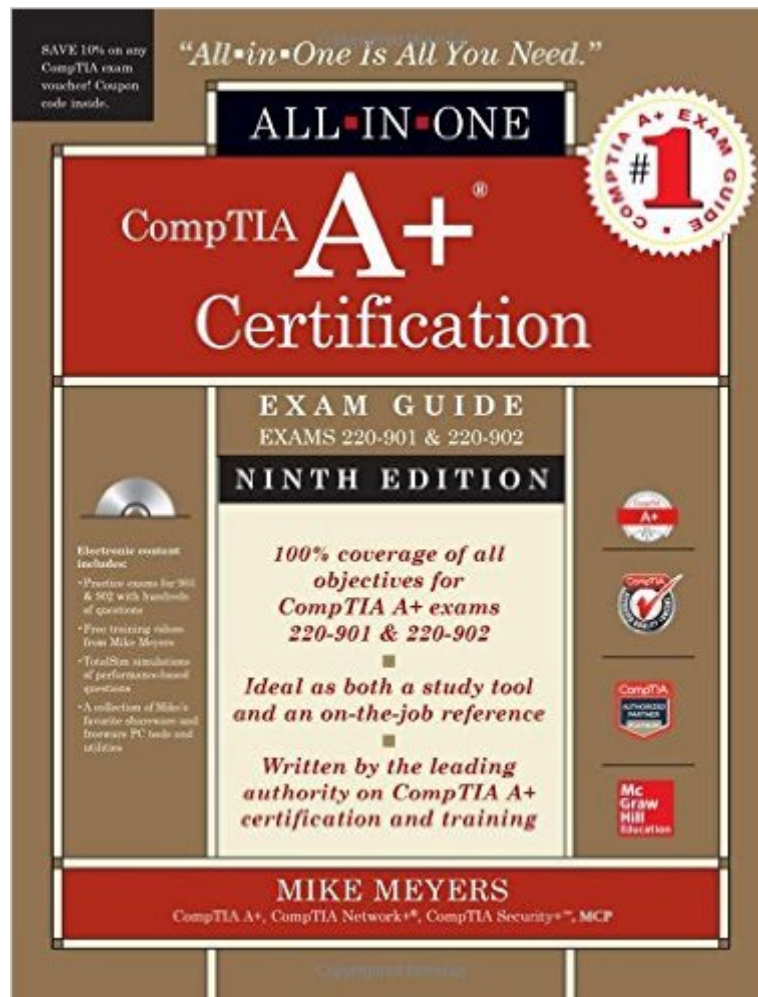 SAVE 10% on any
CompTIA exam
voucher! Coupon
code inside.
“All▪in▪One Is All You Need.”
ALL▪IN▪ONE
COMPTIA A+ EXAM GUIDE •
#1
CompTIA A+®
Certification
EXAM GUIDE
EXAMS 220-901 & 220-902
NINTH EDITION
Electronic content
includes:
•Practice exams for 901
& 902 with hundreds
of questions
•Free training videos
from Mike Meyers
•TotalSim simulations
of performance-based
questions
•A collection of Mike's
favorite shareware and
freeware PC tools and
utilities
100% coverage of all
objectives for
CompTIA A+ exams
220-901 & 220-902
Ideal as both a study tool
and an on-the-job reference
Written by the leading
authority on CompTIA A+
certification and training
A+
CompTIA
CompTIA
AUTHORIZED
PARTNER
Mc
Graw
Hill
Education
MIKE MEYERS
CompTIA A+, CompTIA Network+®, CompTIA Security+™, MCP
Copyrighted Material